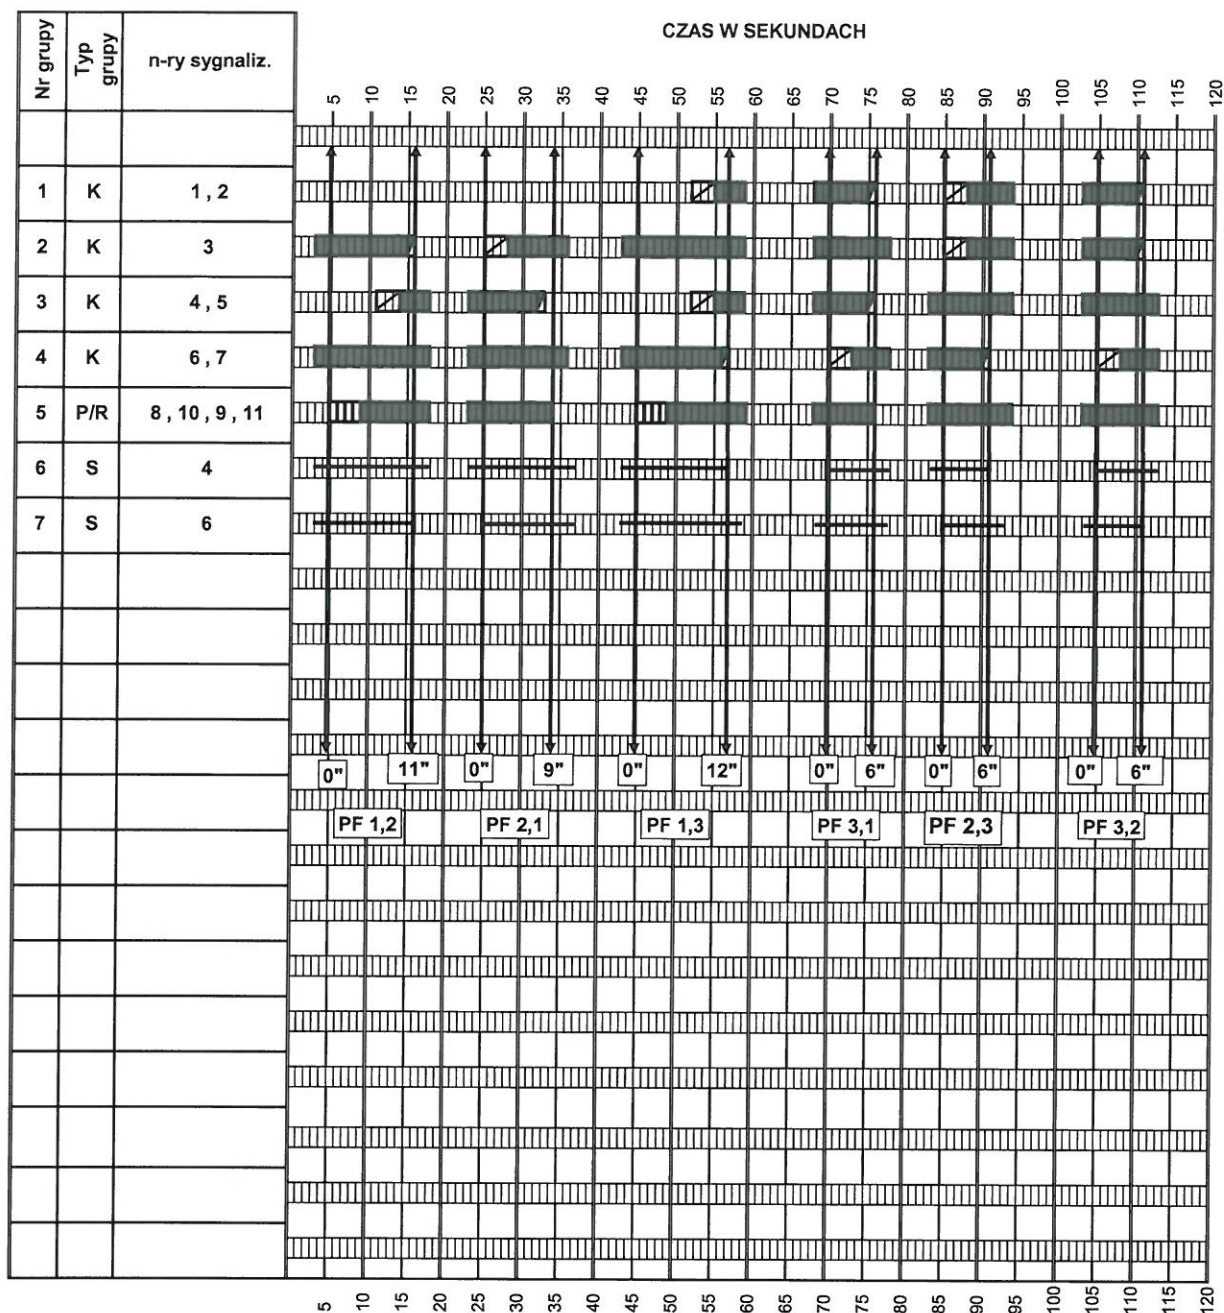 CZAS W SEKUNDACH
Nr grupy Typ grupy n-ry sygnaliz.
5 10 15 20 25 30 35 40 45 50 55 60 65 70 75 80 85 90 95 100 105 110 115 120
1 K 1 , 2
2 K 3
3 K 4 , 5
4 K 6 , 7
5 P/R 8 , 10 , 9 , 11
6 S 4
7 S 6
0" 11" 0" 9" 0" 12" 0" 6" 0" 6" 0" 6"
PF 1,2 PF 2,1 PF 1,3 PF 3,1 PF 2,3 PF 3,2
5 10 15 20 25 30 35 40 45 50 55 60 65 70 75 80 85 90 95 100 105 110 115 120